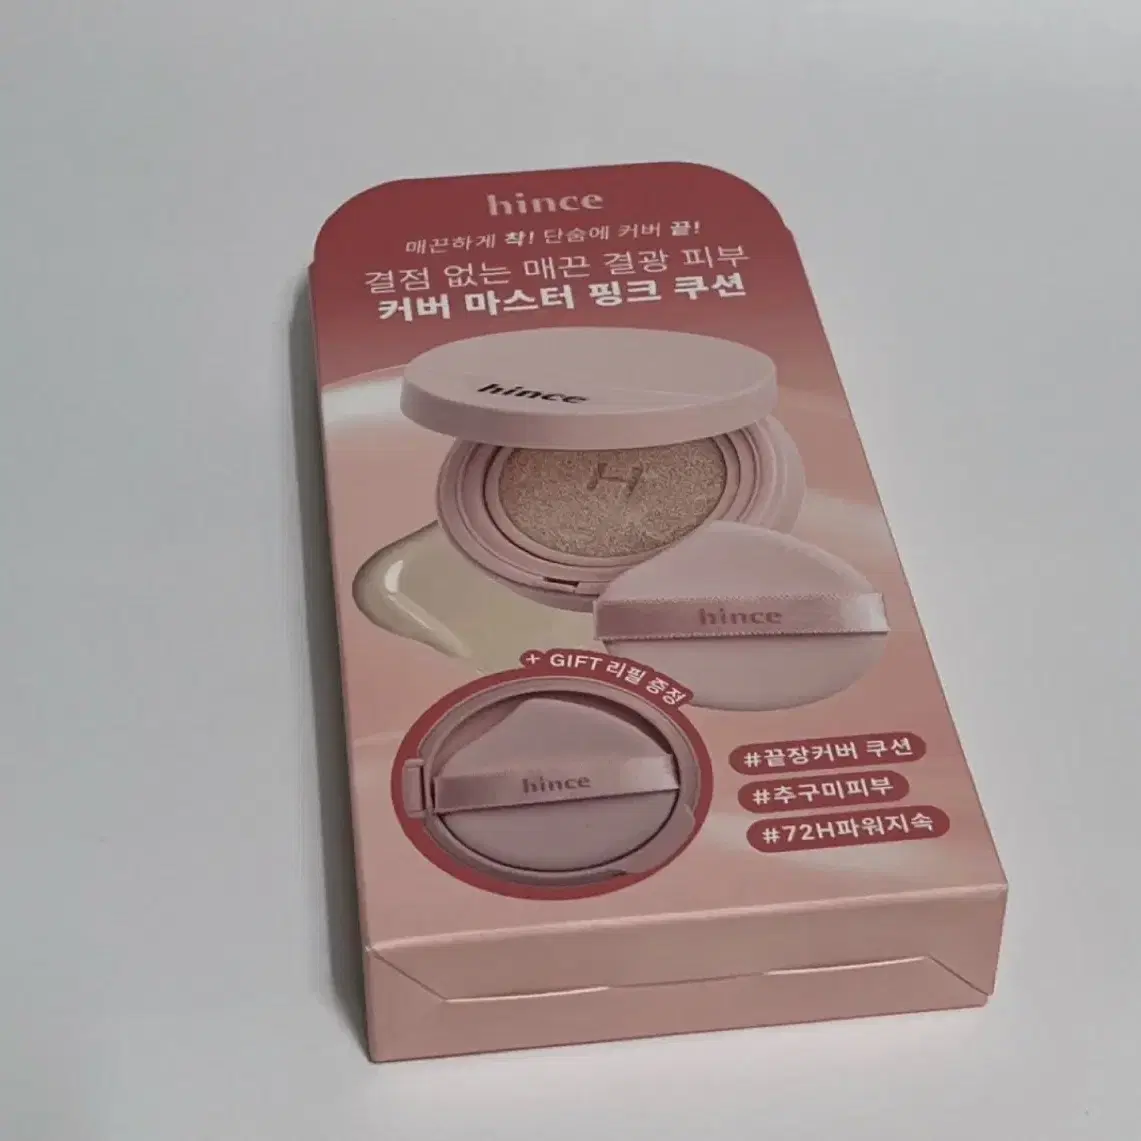 hince
매끈하게 착! 단숨에 커버 끝!
결점 없는 매끈 결광 피부
커버 마스터 핑크 쿠션
hince
hince
+ GIFT 리필 증정
hince
#끝장커버 쿠션
#추구미피부
#72H파워지속